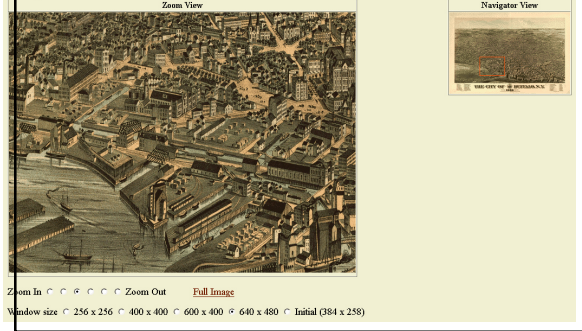 Zoom View
Navigator View
THE CITY OF BUFFALO, N.Y.
Zoom In Zoom Out Full Image
Window size 256 x 256 400 x 400 600 x 400 640 x 480 Initial (384 x 258)